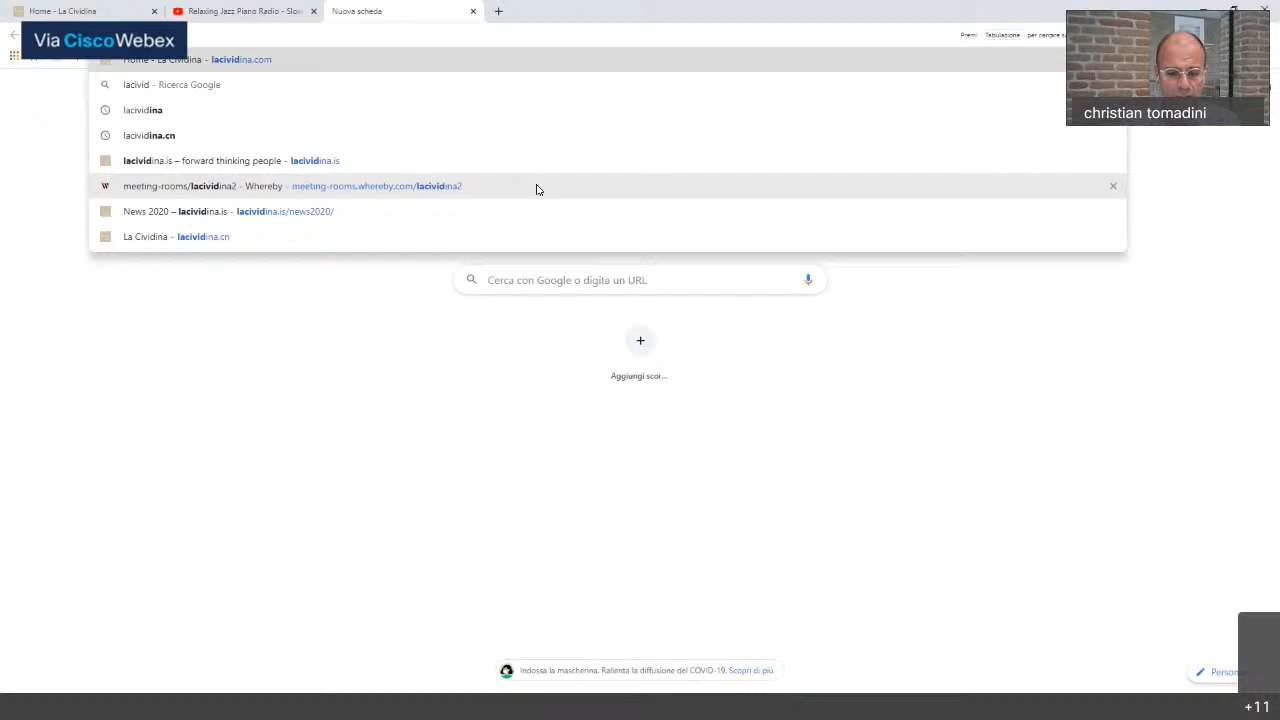 Home - La Cividina
Relaxing Jazz Piano Radio - Slow
Nuova scheda
Via CiscoWebex
Premi Tabulazione per cercare
Home - La Cividina - lacividina.com
lacivid - Ricerca Google
lacividina
lacividina.cn
lacividina.is – forward thinking people - lacividina.is
meeting-rooms/lacividina2 - Whereby - meeting-rooms.whereby.com/lacividina2
News 2020 – lacividina.is - lacividina.is/news2020/
La Cividina - lacividina.cn
christian tomadini
Cerca con Google o digita un URL
Aggiungi scor...
Indossa la mascherina. Rallenta la diffusione del COVID-19. Scopri di più
Person
+11